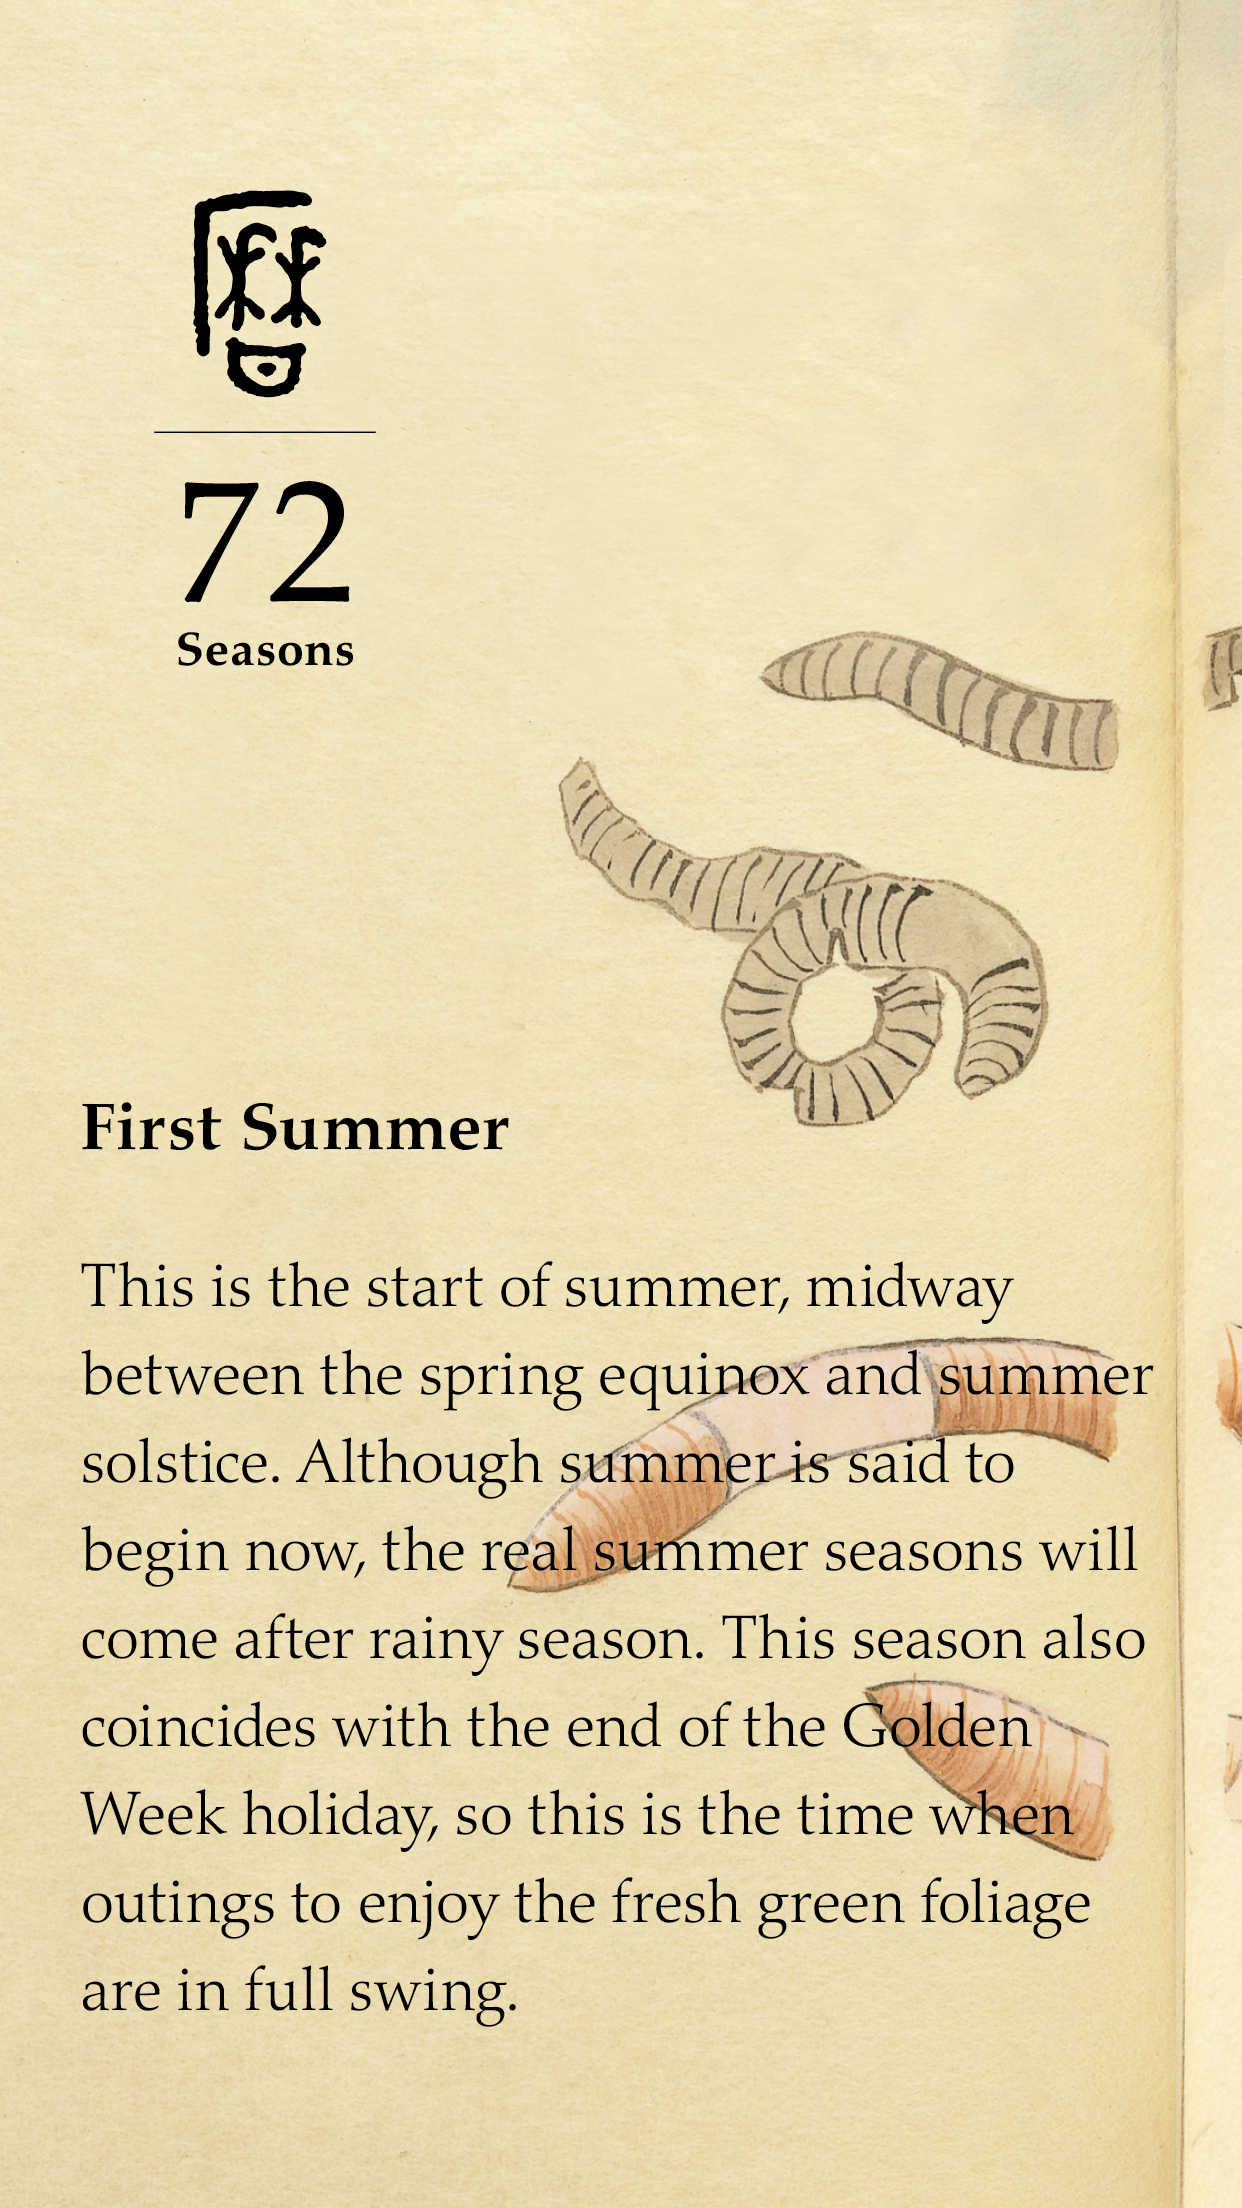 暦
72
Seasons
First Summer
This is the start of summer, midway
between the spring equinox and summer
solstice. Although summer is said to
begin now, the real summer seasons will
come after rainy season. This season also
coincides with the end of the Golden
Week holiday, so this is the time when
outings to enjoy the fresh green foliage
are in full swing.